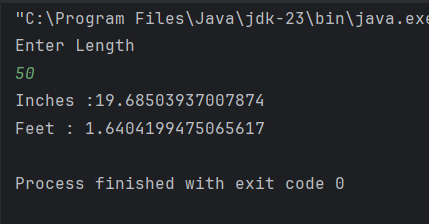 "C:\Program Files\Java\jdk-23\bin\java.exe
Enter Length
50
Inches :19.68503937007874
Feet : 1.6404199475065617
Process finished with exit code 0